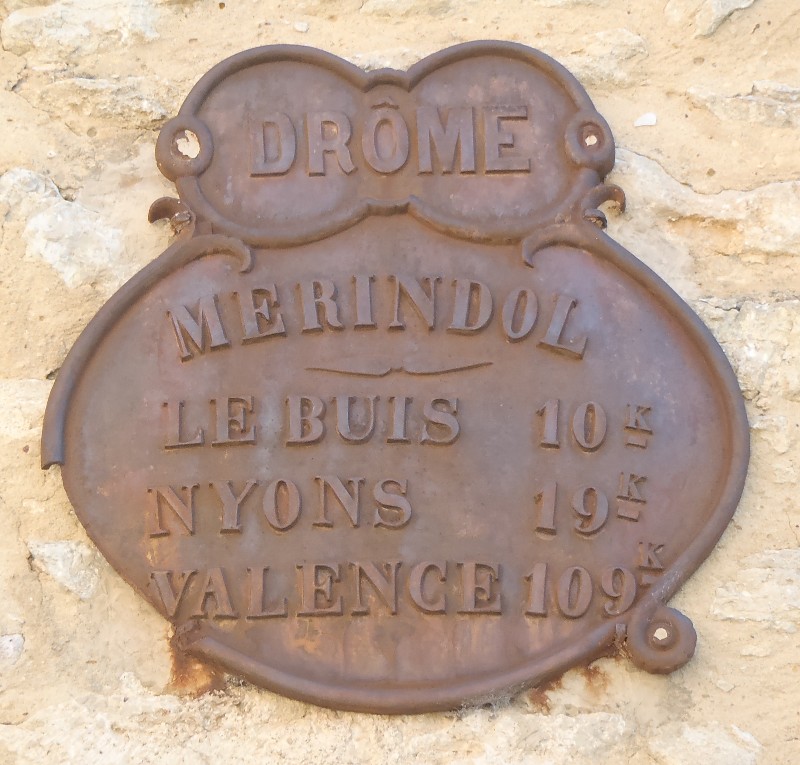 DRÔME
MERINDOL
LE BUIS 10 K
NYONS 19 K
VALENCE 109 K